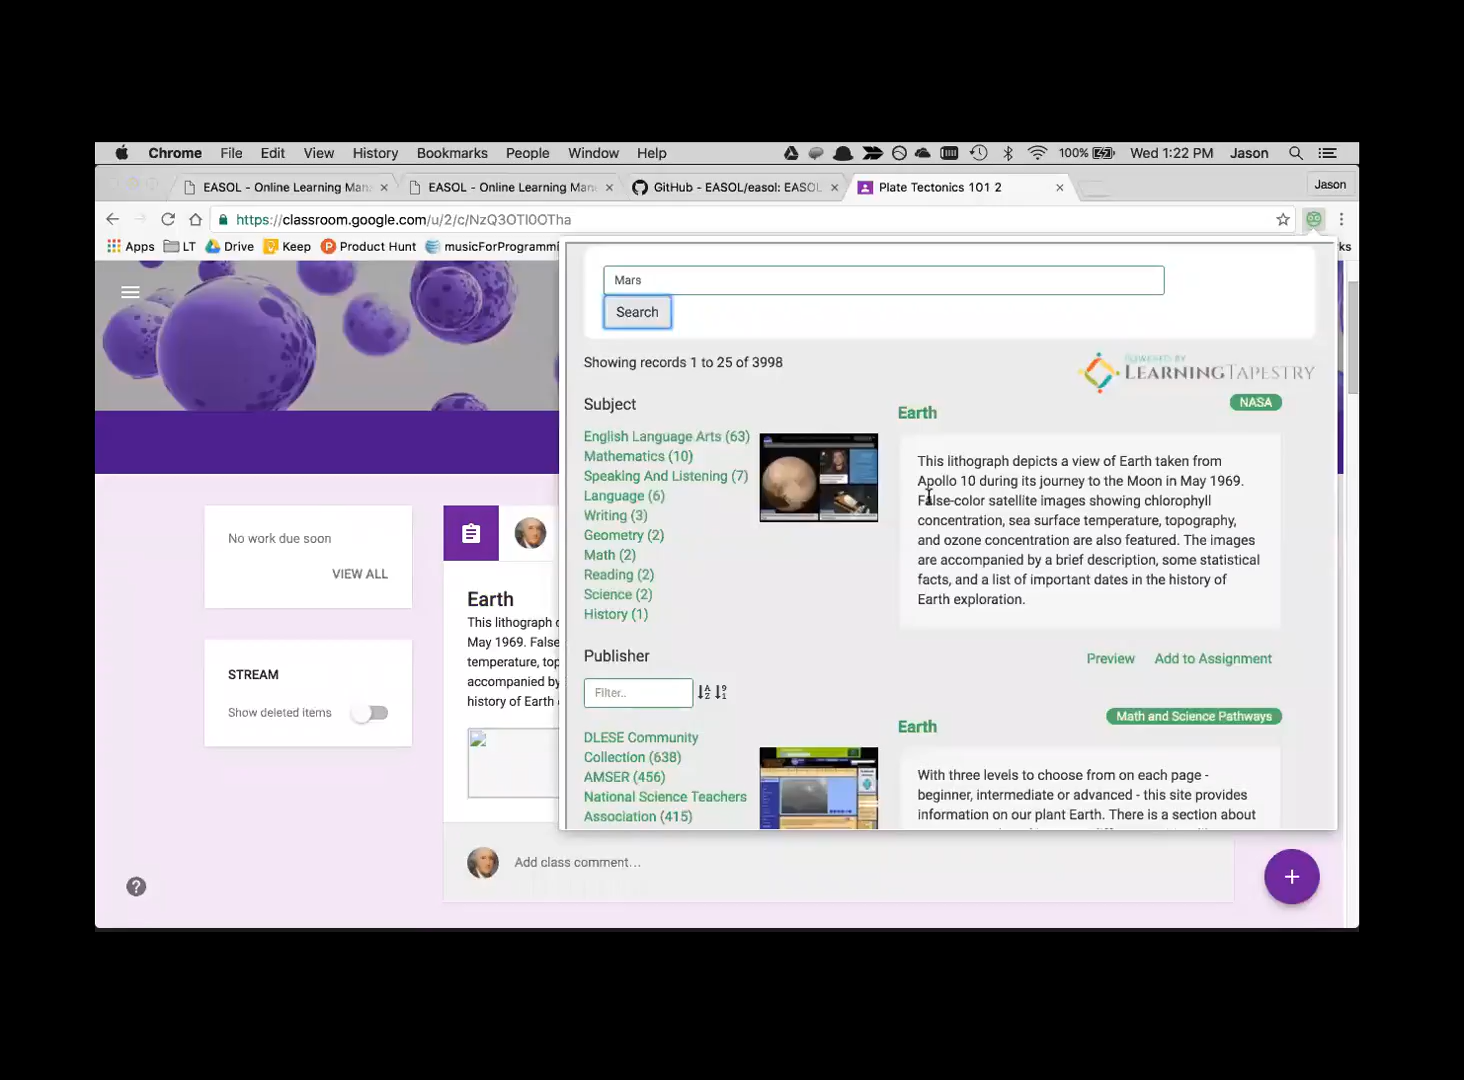 Chrome File Edit View History Bookmarks People Window Help 100% Wed 1:22 PM Jason
EASOL - Online Learning Man × EASOL - Online Learning Man × GitHub - EASOL/easol: EASOL × Plate Tectonics 101 2 × Jason
https://classroom.google.com/u/2/c/NzQ3OTI0OTha
Apps LT Drive Keep Product Hunt musicForProgrammi ks
Mars
Search
Showing records 1 to 25 of 3998
POWERED BY
LEARNINGTAPESTRY
Subject
English Language Arts (63)
Mathematics (10)
Speaking And Listening (7)
Language (6)
Writing (3)
Geometry (2)
Math (2)
Reading (2)
Science (2)
History (1)
Publisher
Filter..
DLESE Community
Collection (638)
AMSER (456)
National Science Teachers
Association (415)
Earth
NASA
This lithograph depicts a view of Earth taken from
Apollo 10 during its journey to the Moon in May 1969.
False-color satellite images showing chlorophyll
concentration, sea surface temperature, topography,
and ozone concentration are also featured. The images
are accompanied by a brief description, some statistical
facts, and a list of important dates in the history of
Earth exploration.
Preview Add to Assignment
Earth
Math and Science Pathways
With three levels to choose from on each page -
beginner, intermediate or advanced - this site provides
information on our plant Earth. There is a section about
No work due soon
VIEW ALL
STREAM
Show deleted items
Earth
This lithograph d
May 1969. False
temperature, top
accompanied by
history of Earth
Add class comment...
?
+